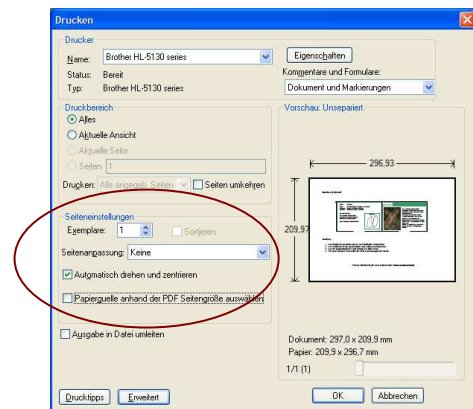 Drucken
Drucker
Name: Brother HL-5130 series
Eigenschaften
Status: Bereit
Kommentare und Formulare:
Typ: Brother HL-5130 series
Dokument und Markierungen
Druckbereich
Alles
Aktuelle Ansicht
Aktuelle Seite
Seiten 1
Drucken: Alle angegeb. Seiten
Seiten umkehren
Seiteneinstellungen
Exemplare: 1
Sortieren
Seitenanpassung: Keine
Automatisch drehen und zentrieren
Papierquelle anhand der PDF Seitengröße auswählen
Ausgabe in Datei umleiten
Vorschau: Unsepariert
296,93
209,97
Dokument: 297,0 x 209,9 mm
Papier: 209,9 x 296,7 mm
1/1 (1)
Drucktipps
Erweitert
OK
Abbrechen